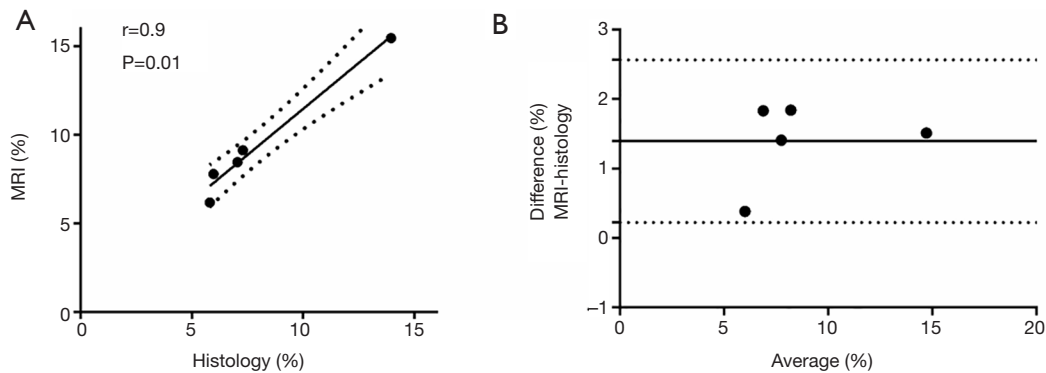 A
r=0.9
P=0.01
15
10
5
0
0
5
10
15
MRI (%)
Histology (%)
B
3
2
1
0
–1
0
5
10
15
20
Difference (%)
MRI-histology
Average (%)